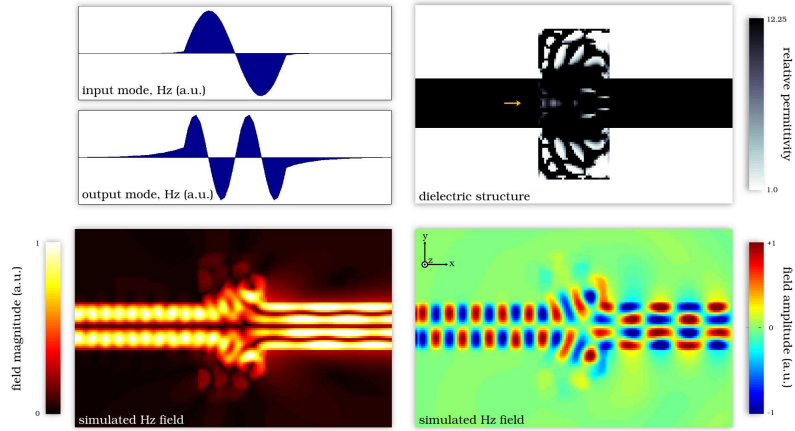 input mode, Hz (a.u.)
output mode, Hz (a.u.)
dielectric structure
12.25
relative permittivity
1.0
1
field magnitude (a.u.)
0
simulated Hz field
y
z
x
simulated Hz field
+1
0
-1
field amplitude (a.u.)